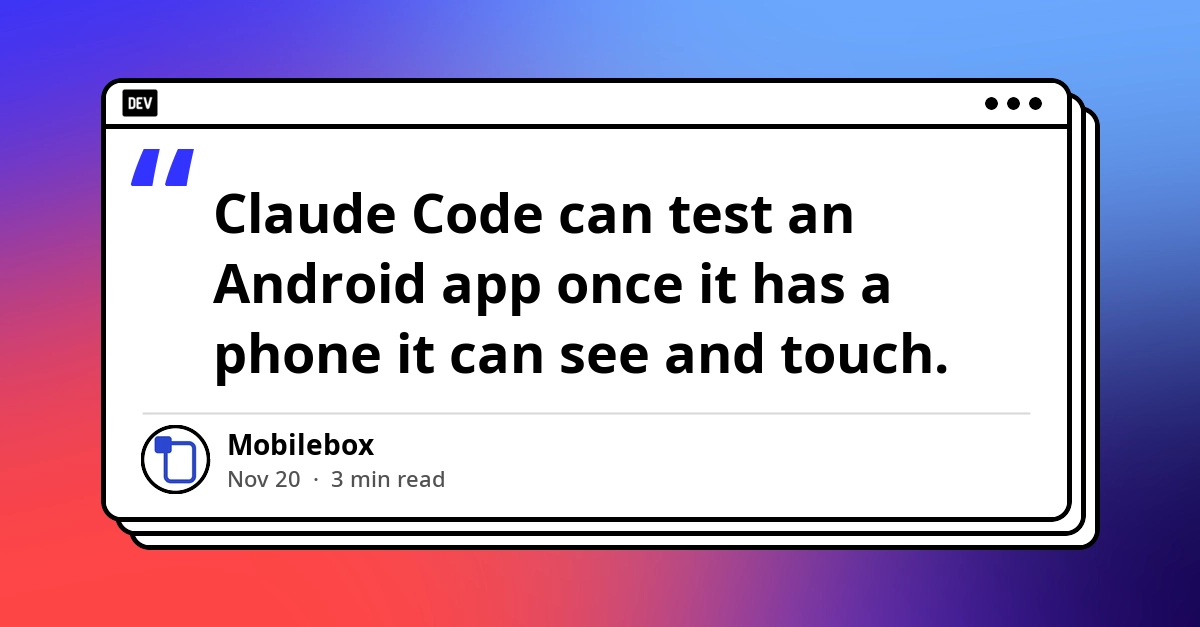 DEV
“
Claude Code can test an
Android app once it has a
phone it can see and touch.
Mobilebox
Nov 20 · 3 min read